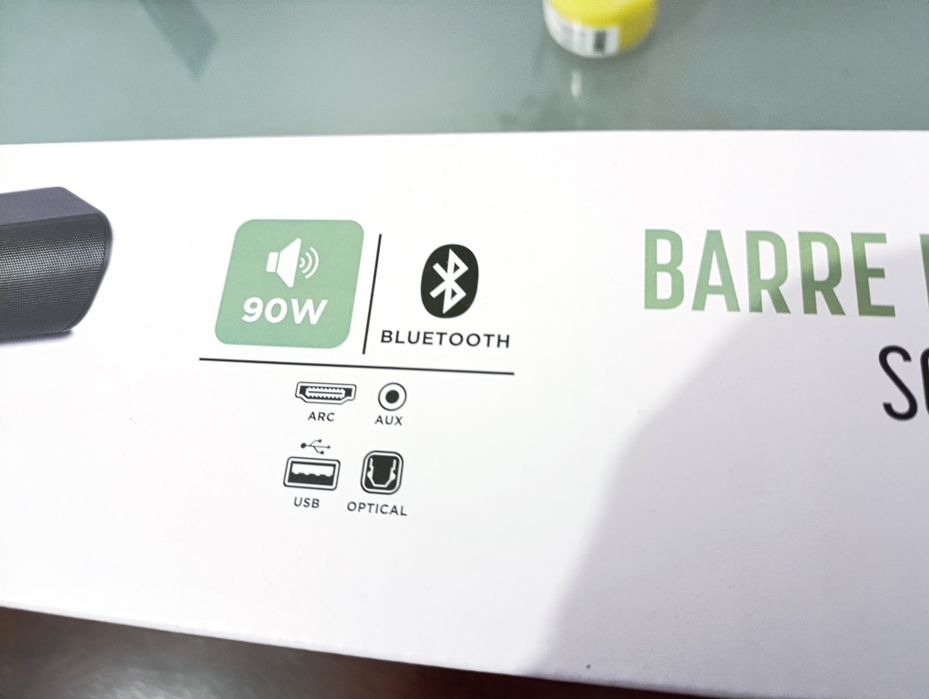 90W
BLUETOOTH
ARC
AUX
USB
OPTICAL
BARRE